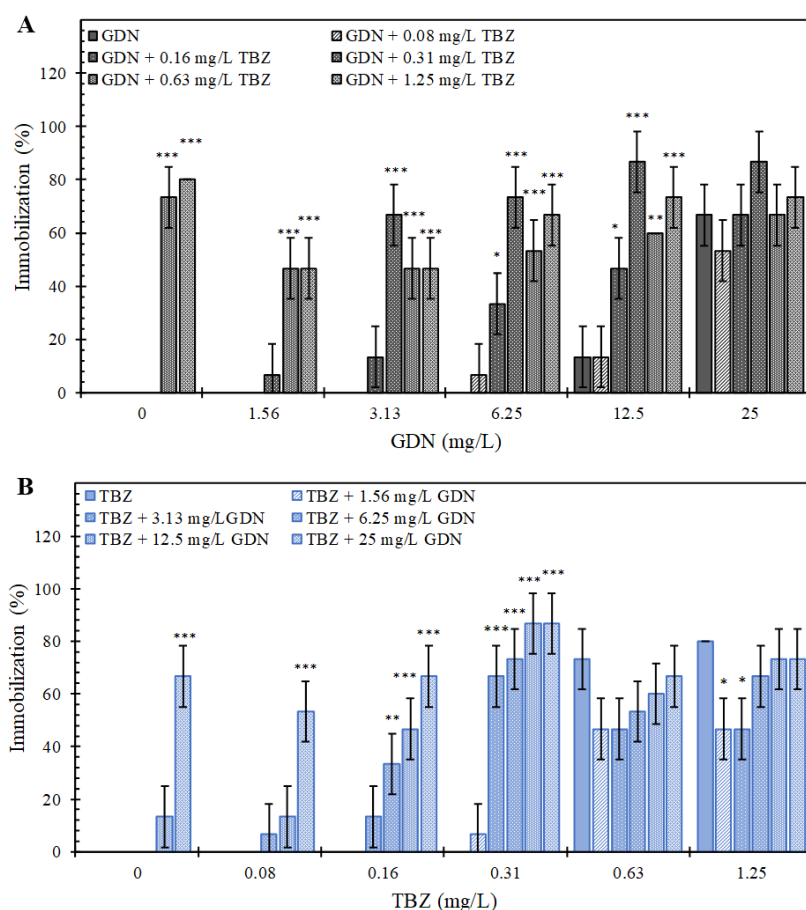 A
GDN GDN + 0.08 mg/L TBZ
GDN + 0.16 mg/L TBZ GDN + 0.31 mg/L TBZ
GDN + 0.63 mg/L TBZ GDN + 1.25 mg/L TBZ
Immobilization (%)
120
100
80
60
40
20
0
*** ***
*** ***
*** *** ***
* *** *** ***
* *** ** ***
0 1.56 3.13 6.25 12.5 25
GDN (mg/L)
B
TBZ TBZ + 1.56 mg/L GDN
TBZ + 3.13 mg/LGDN TBZ + 6.25 mg/L GDN
TBZ + 12.5 mg/L GDN TBZ + 25 mg/L GDN
Immobilization (%)
120
100
80
60
40
20
0
***
***
** *** ***
*** *** *** ***
* *
0 0.08 0.16 0.31 0.63 1.25
TBZ (mg/L)